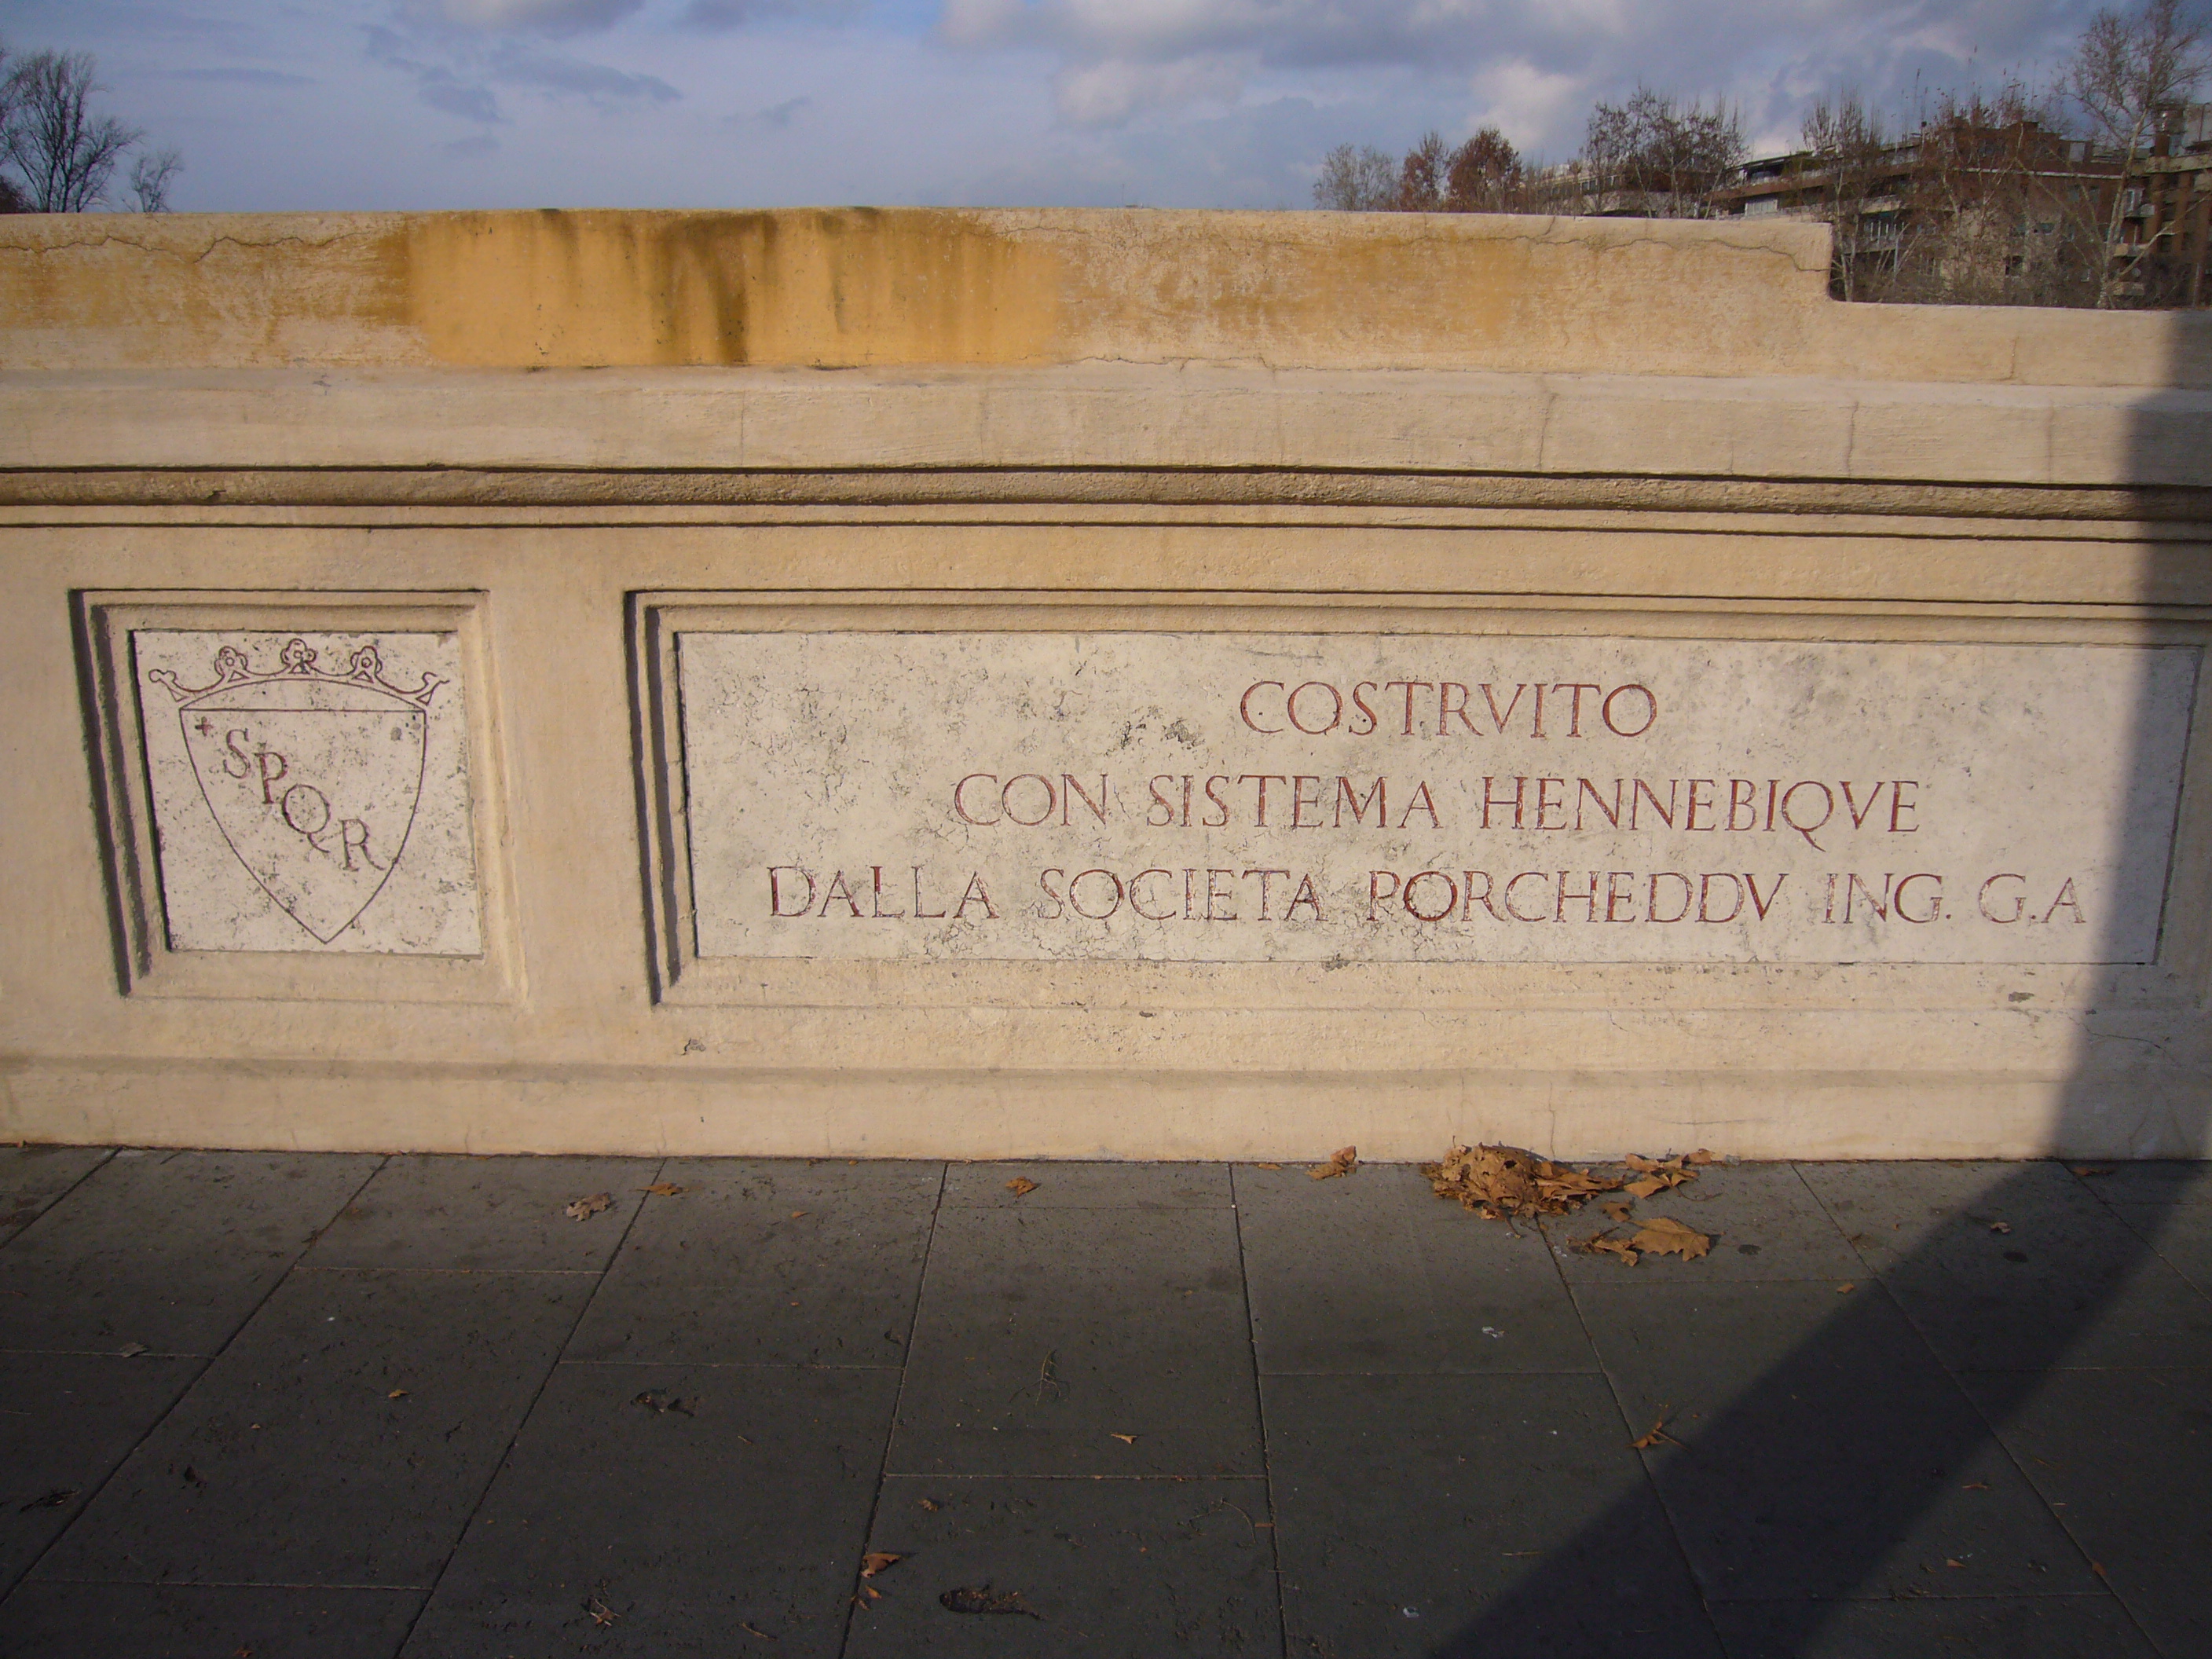 SPQR
COSTRVITO
CON SISTEMA HENNEBIQVE
DALLA SOCIETA PORCHEDDV ING. G.A